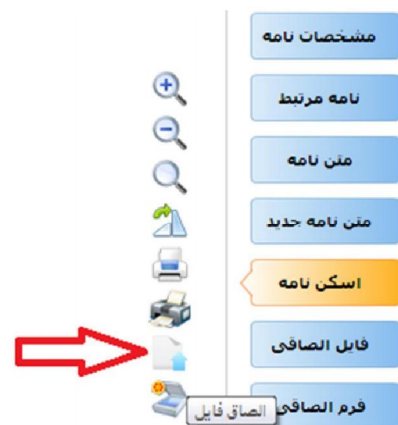 مشخصات نامه
نامه مرتبط
متن نامه
متن نامه جدید
اسکن نامه
فایل الصاقی
فرم الصاقی
الصاق فایل